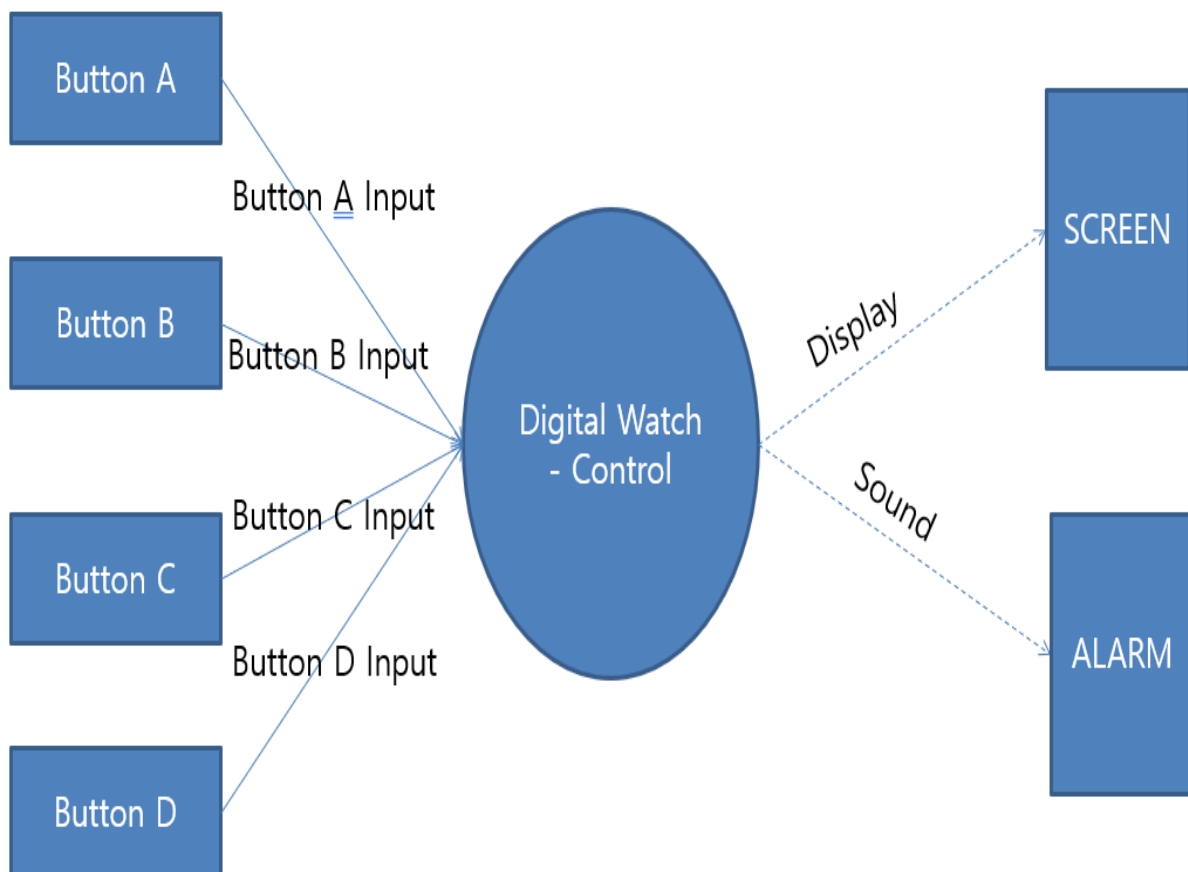 Button A
Button A Input
Button B
Button B Input
Button C
Button C Input
Button D Input
Button D
Digital Watch
- Control
Display
Sound
SCREEN
ALARM